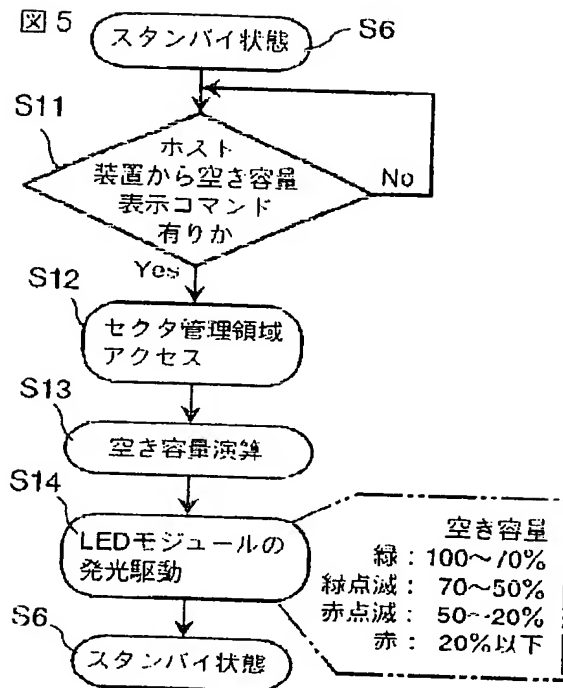 図5
スタンバイ状態
S6
S11
ホスト
装置から空き容量
表示コマンド
有りか
No
Yes
S12
セクタ管理領域
アクセス
S13
空き容量演算
S14
LEDモジュールの
発光駆動
空き容量
緑：100～70%
緑点滅：70～50%
赤点滅：50～20%
赤：20%以下
S6
スタンバイ状態